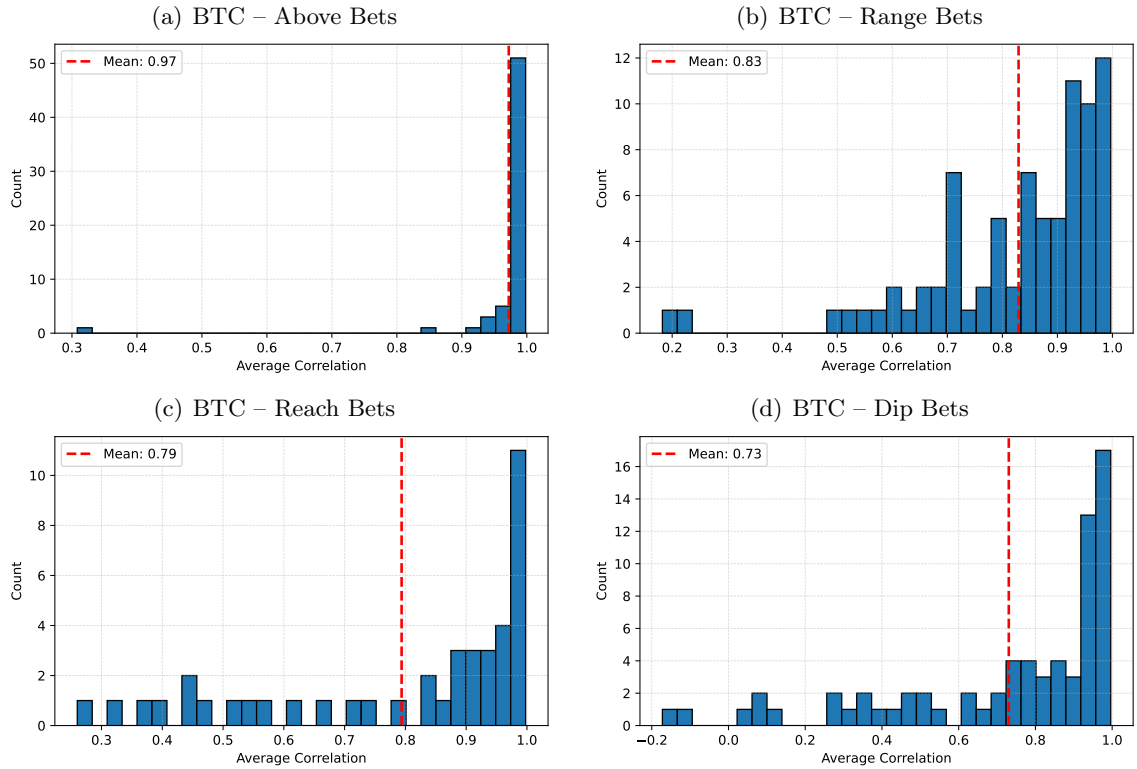 (a) BTC – Above Bets
Mean: 0.97
Count
50
40
30
20
10
0
0.3 0.4 0.5 0.6 0.7 0.8 0.9 1.0
Average Correlation
(b) BTC – Range Bets
Mean: 0.83
Count
12
10
8
6
4
2
0
0.2 0.3 0.4 0.5 0.6 0.7 0.8 0.9 1.0
Average Correlation
(c) BTC – Reach Bets
Mean: 0.79
Count
10
8
6
4
2
0
0.3 0.4 0.5 0.6 0.7 0.8 0.9 1.0
Average Correlation
(d) BTC – Dip Bets
Mean: 0.73
Count
16
14
12
10
8
6
4
2
0
−0.2 0.0 0.2 0.4 0.6 0.8 1.0
Average Correlation